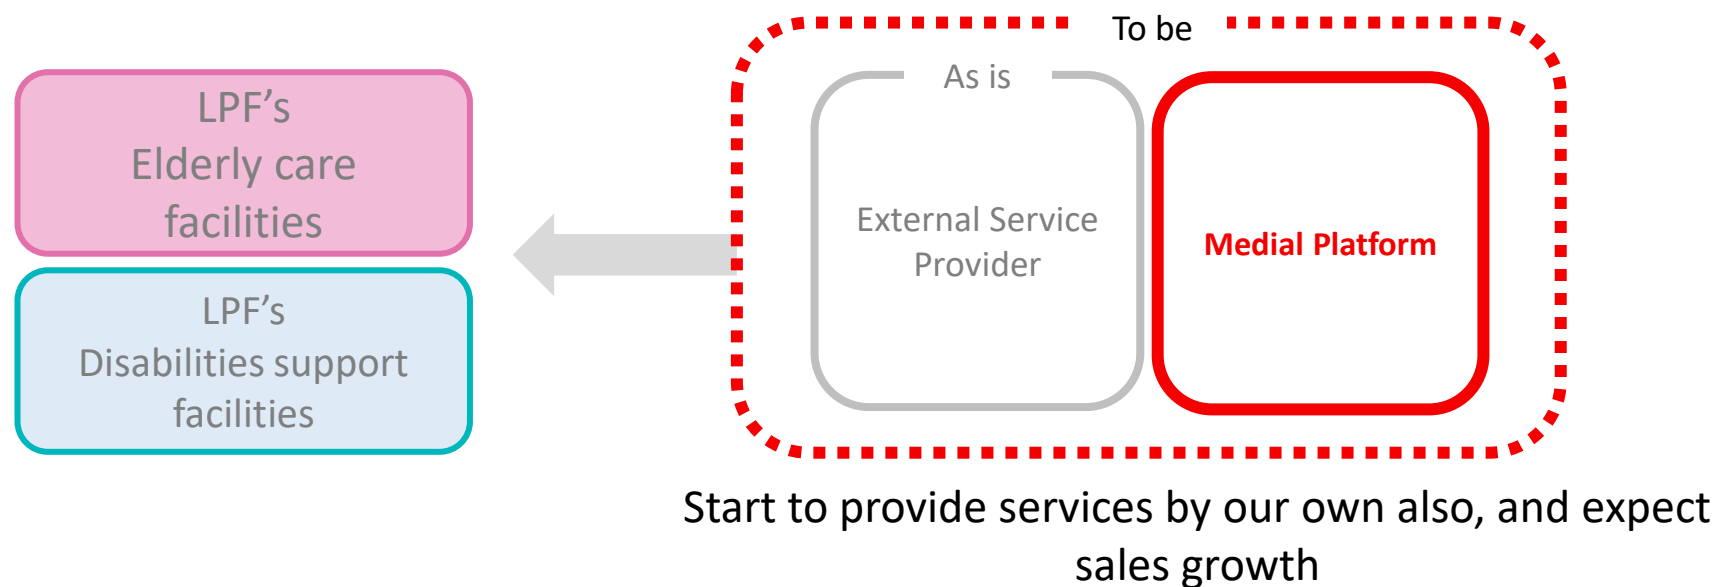 LPF’s
Elderly care
facilities
LPF’s
Disabilities support
facilities
To be
As is
External Service
Provider
Medial Platform
Start to provide services by our own also, and expect
sales growth